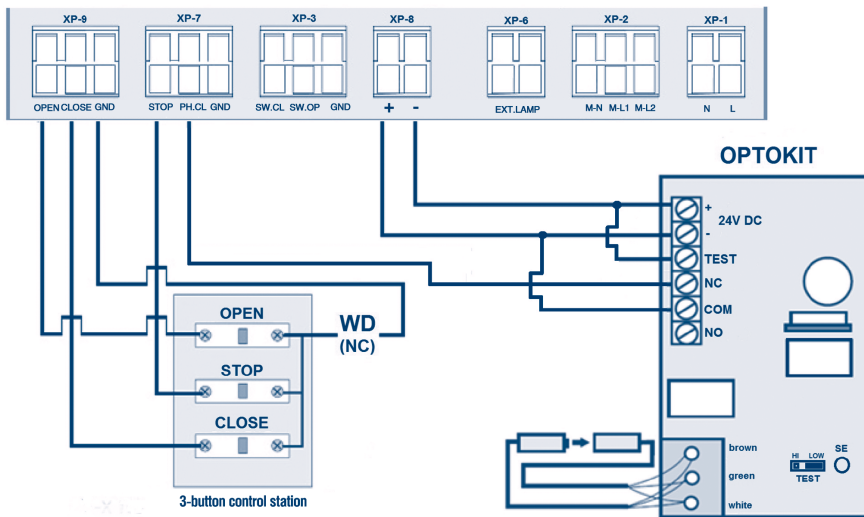 XP-9 XP-7 XP-3 XP-8 XP-6 XP-2 XP-1
OPEN CLOSE GND STOP PH.CL GND SW.CL SW.OP GND + - EXT.LAMP M-N M-L1 M-L2 N L
OPTOKIT
+
24V DC
-
TEST
NC
COM
NO
OPEN
WD
(NC)
STOP
CLOSE
3-button control station
brown
green
white
HI LOW
TEST
SE